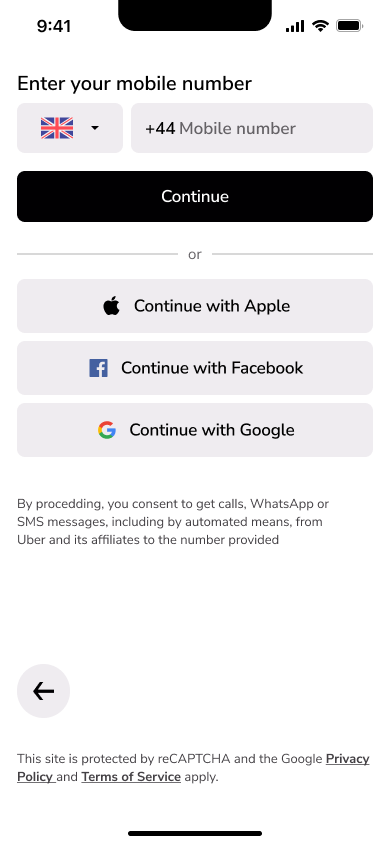 9:41
Enter your mobile number
+44 Mobile number
Continue
or
Continue with Apple
Continue with Facebook
Continue with Google
By procedding, you consent to get calls, WhatsApp or
SMS messages, including by automated means, from
Uber and its affiliates to the number provided
This site is protected by reCAPTCHA and the Google Privacy
Policy and Terms of Service apply.